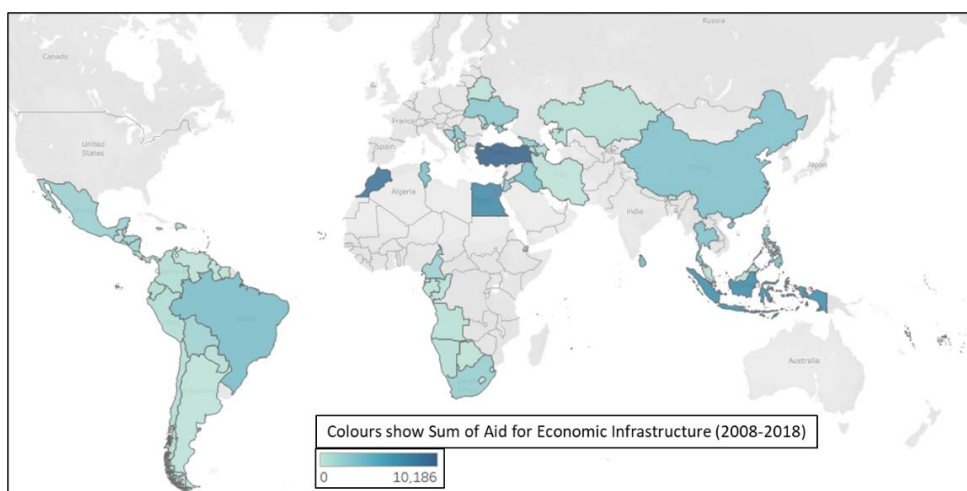 Russia
Canada
France
United
States
Spain
Japan
Algeria
India
Australia
Colours show Sum of Aid for Economic Infrastructure (2008-2018)
0
10,186